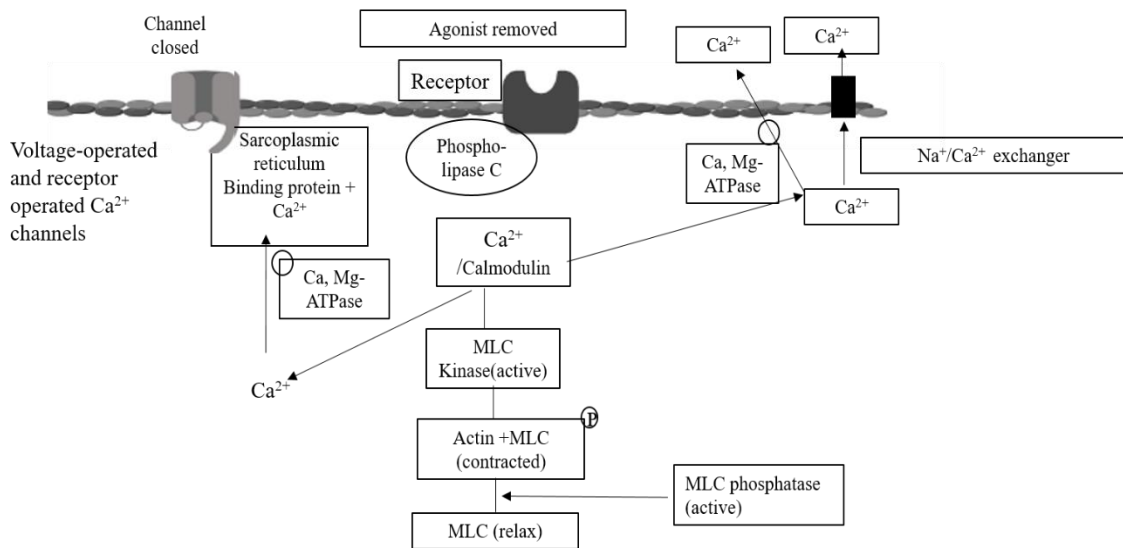 Channel
closed
Agonist removed
Ca²⁺
Ca²⁺
Receptor
Voltage-operated
and receptor
operated Ca²⁺
channels
Sarcoplasmic
reticulum
Binding protein +
Ca²⁺
Phospho-
lipase C
Ca, Mg-
ATPase
Na⁺/Ca²⁺ exchanger
Ca²⁺
Ca²⁺
/Calmodulin
Ca, Mg-
ATPase
MLC
Kinase(active)
Ca²⁺
P
Actin +MLC
(contracted)
MLC phosphatase
(active)
MLC (relax)